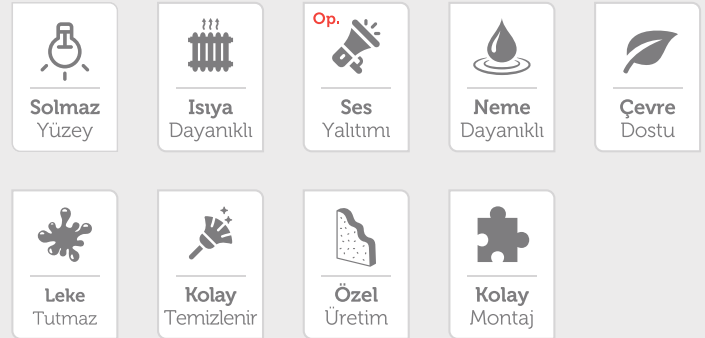 Solmaz
Yüzey
Isıya
Dayanıklı
Op.
Ses
Yalıtımı
Neme
Dayanıklı
Çevre
Dostu
Leke
Tutmaz
Kolay
Temizlenir
Özel
Üretim
Kolay
Montaj